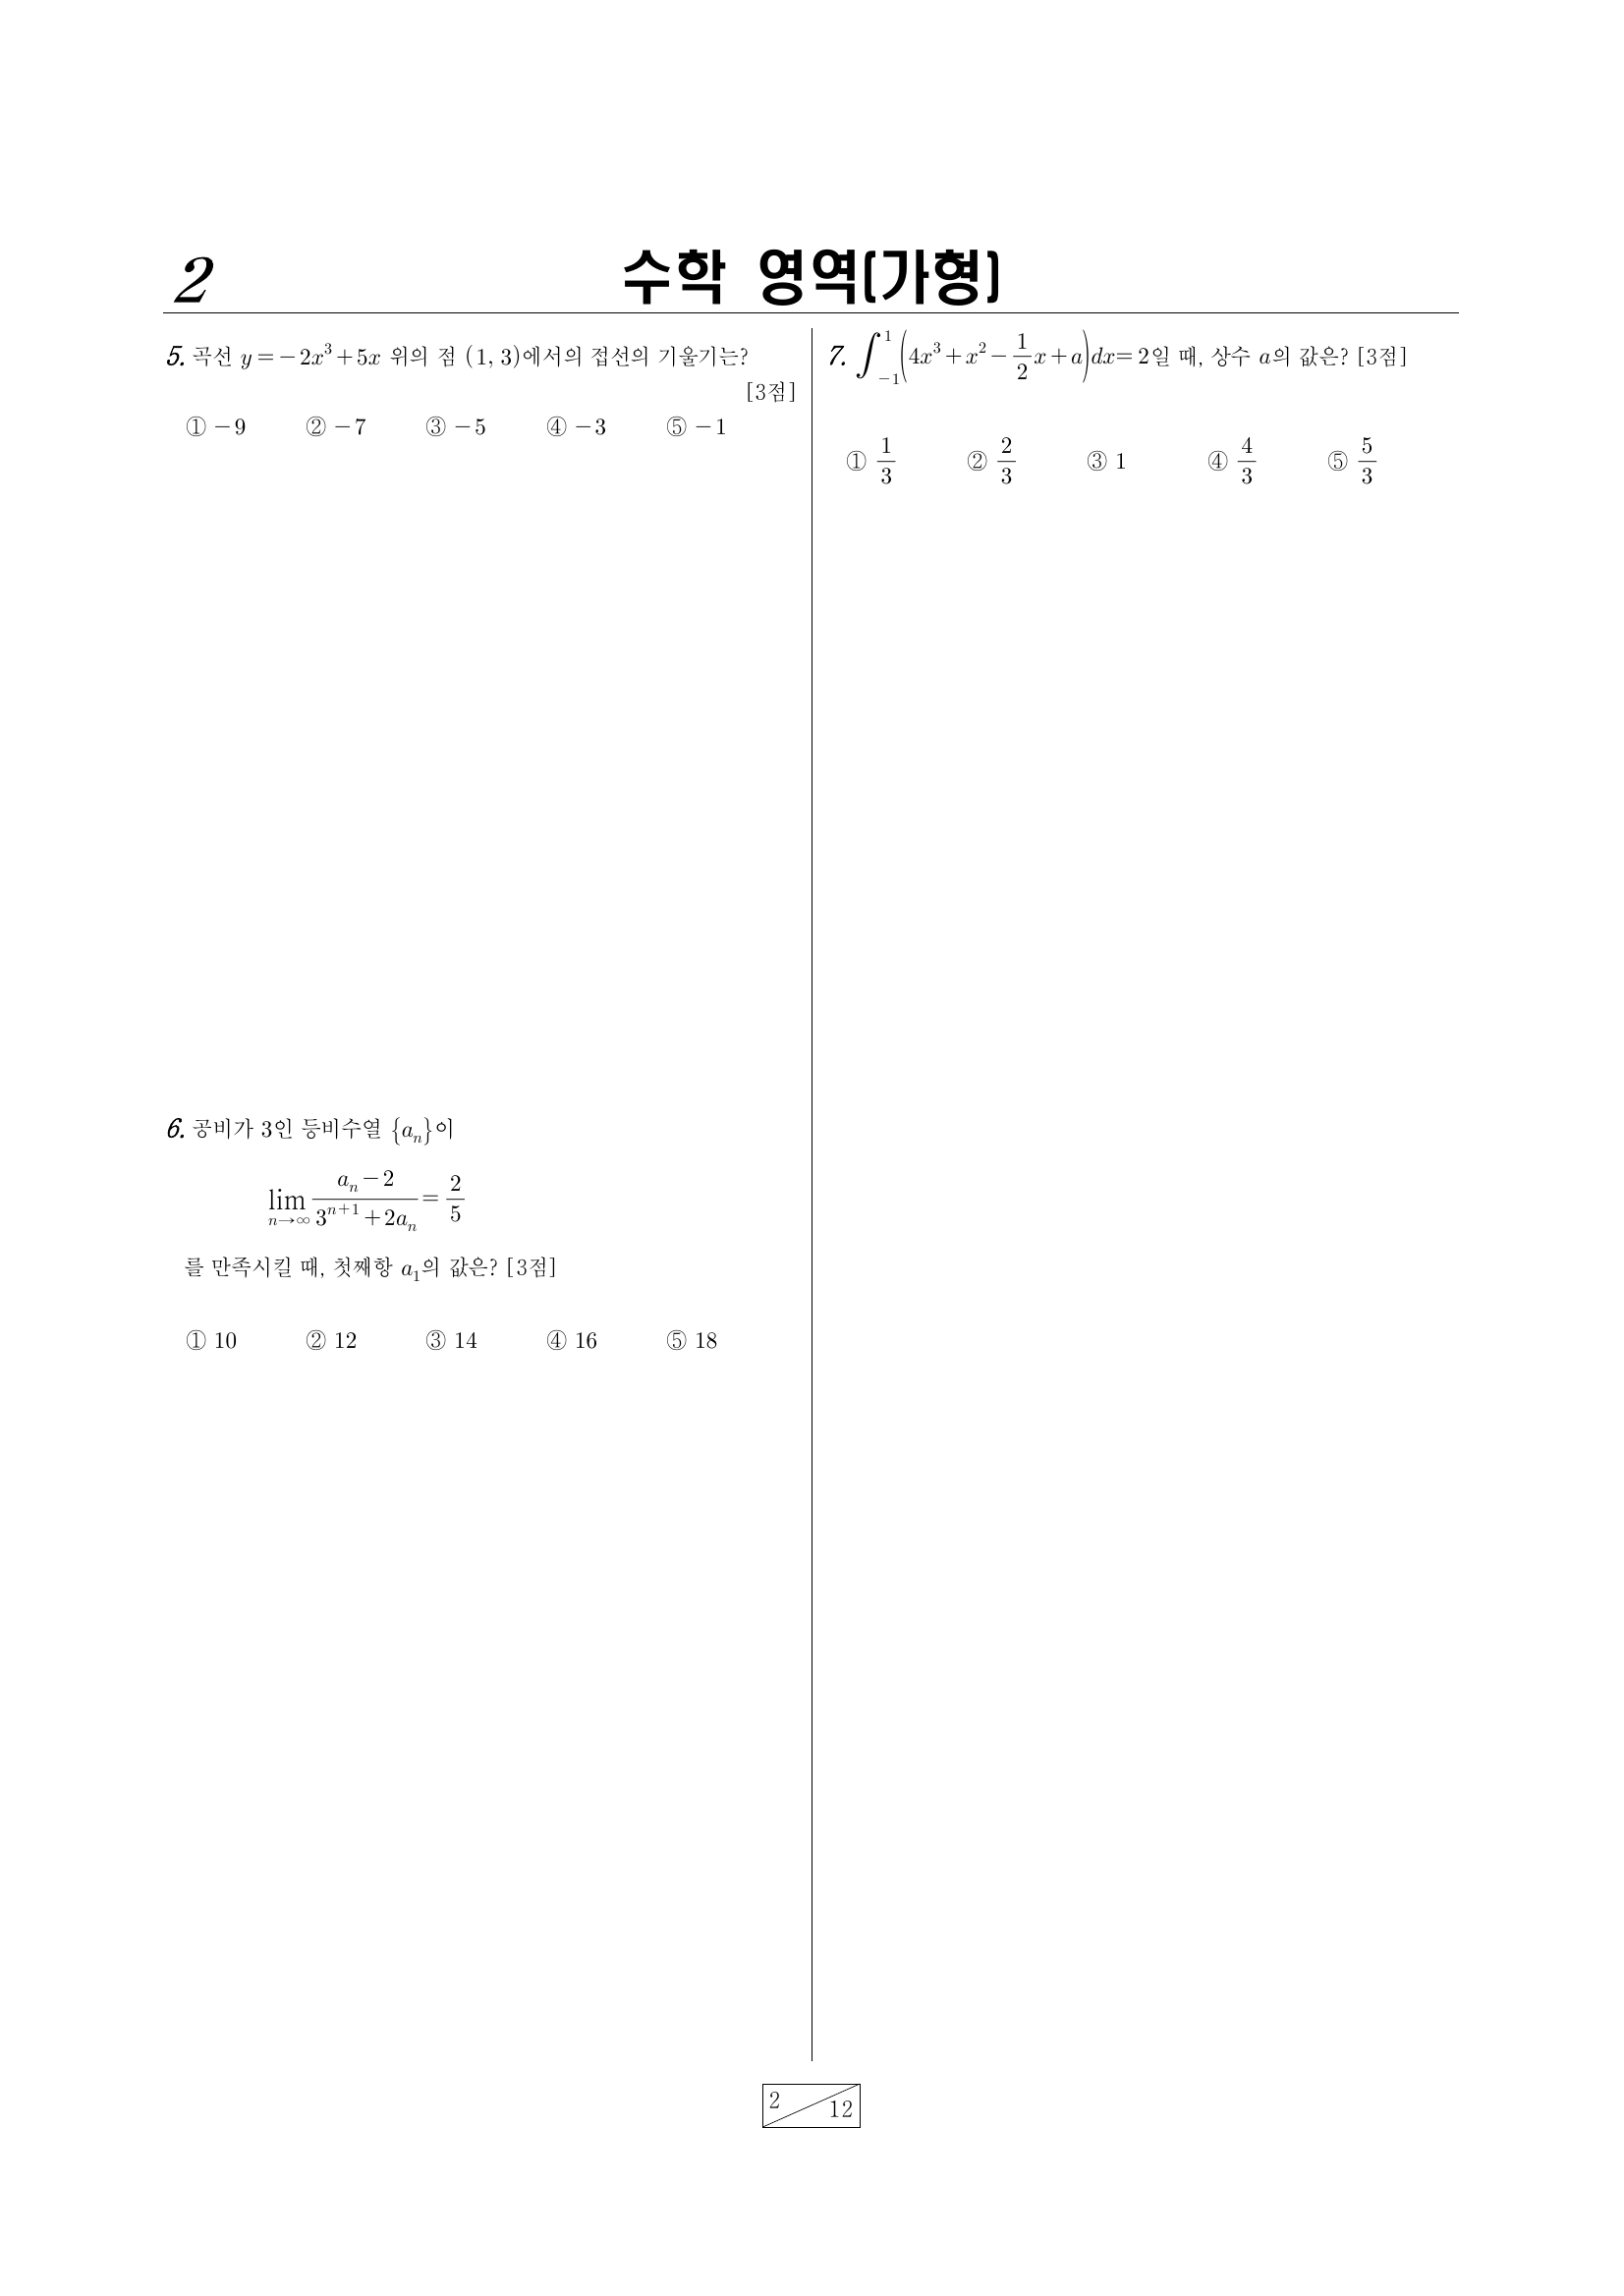 2
수학 영역(가형)
5. 곡선 $y=-2x^3+5x$ 위의 점 $(1, 3)$에서의 접선의 기울기는?
[3점]
① −9 ② −7 ③ −5 ④ −3 ⑤ −1
6. 공비가 3인 등비수열 $\{a_n\}$이
$\lim_{n \to \infty} \frac{a_n-2}{3^{n+1}+2a_n} = \frac{2}{5}$
를 만족시킬 때, 첫째항 $a_1$의 값은? [3점]
① 10 ② 12 ③ 14 ④ 16 ⑤ 18
7. $\int_{-1}^{1} \left(4x^3+x^2-\frac{1}{2}x+a\right)dx=2$일 때, 상수 $a$의 값은? [3점]
① $\frac{1}{3}$ ② $\frac{2}{3}$ ③ 1 ④ $\frac{4}{3}$ ⑤ $\frac{5}{3}$
2
12